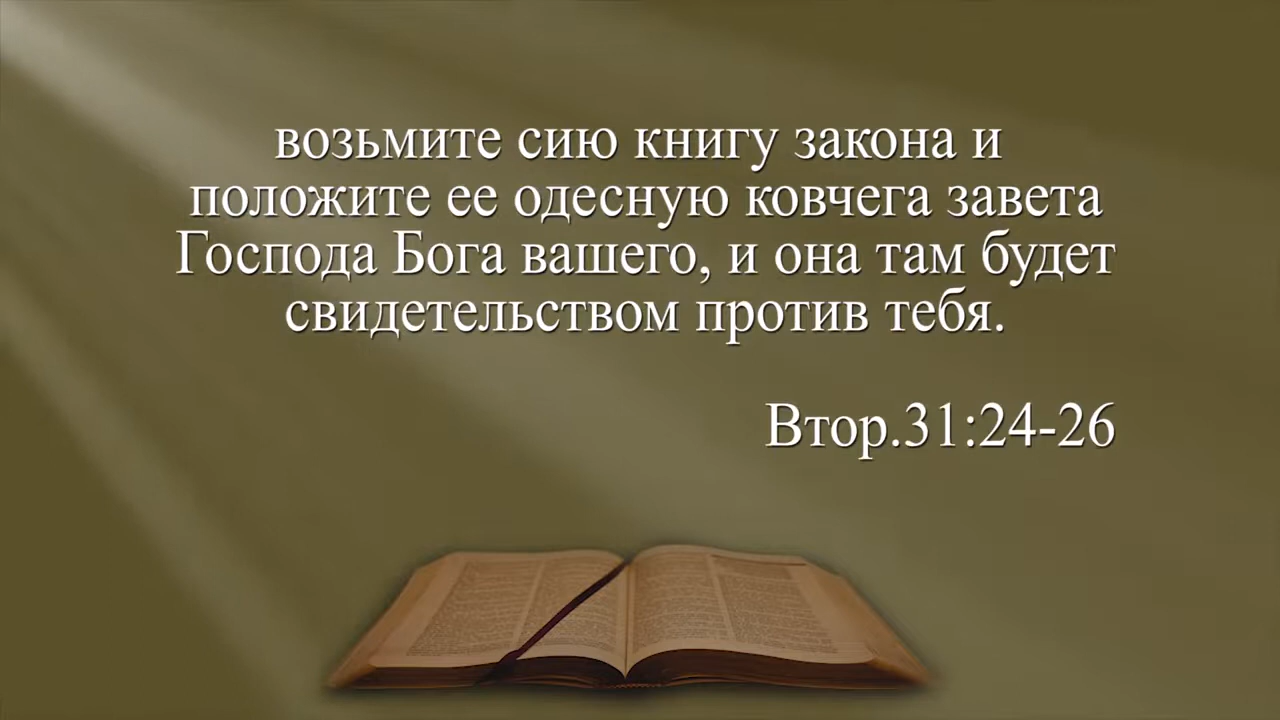 возьмите сию книгу закона и
положите ее одесную ковчега завета
Господа Бога вашего, и она там будет
свидетельством против тебя.
Втор.31:24-26